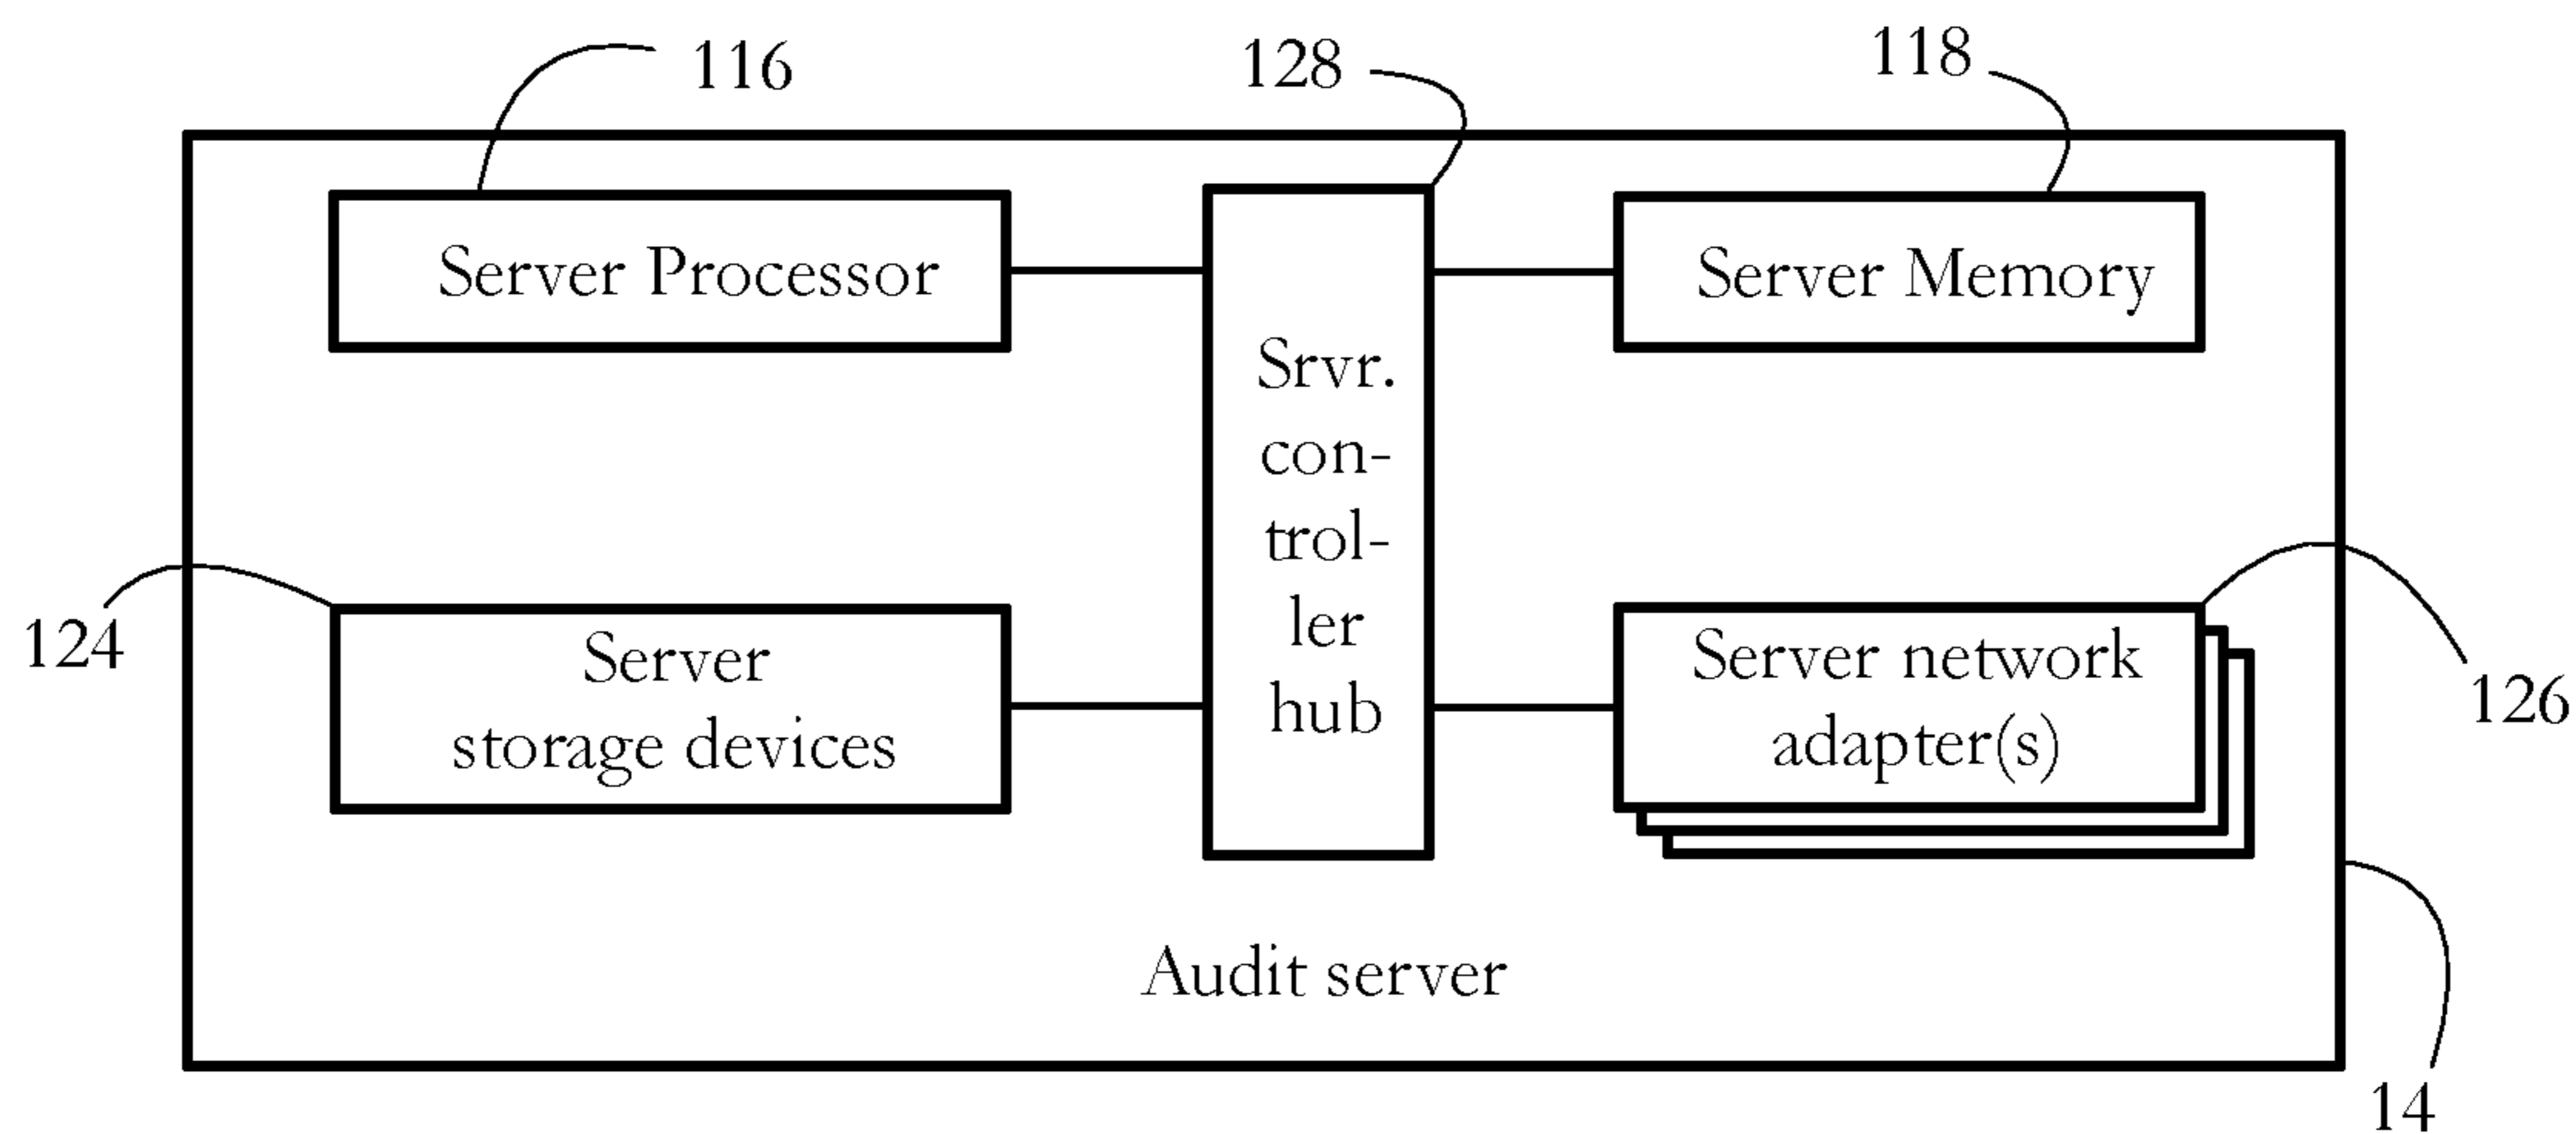 116
128
118
Server Processor
Server Memory
Srvr.
con-
trol-
ler
hub
124
Server
storage devices
Server network
adapter(s)
126
Audit server
14